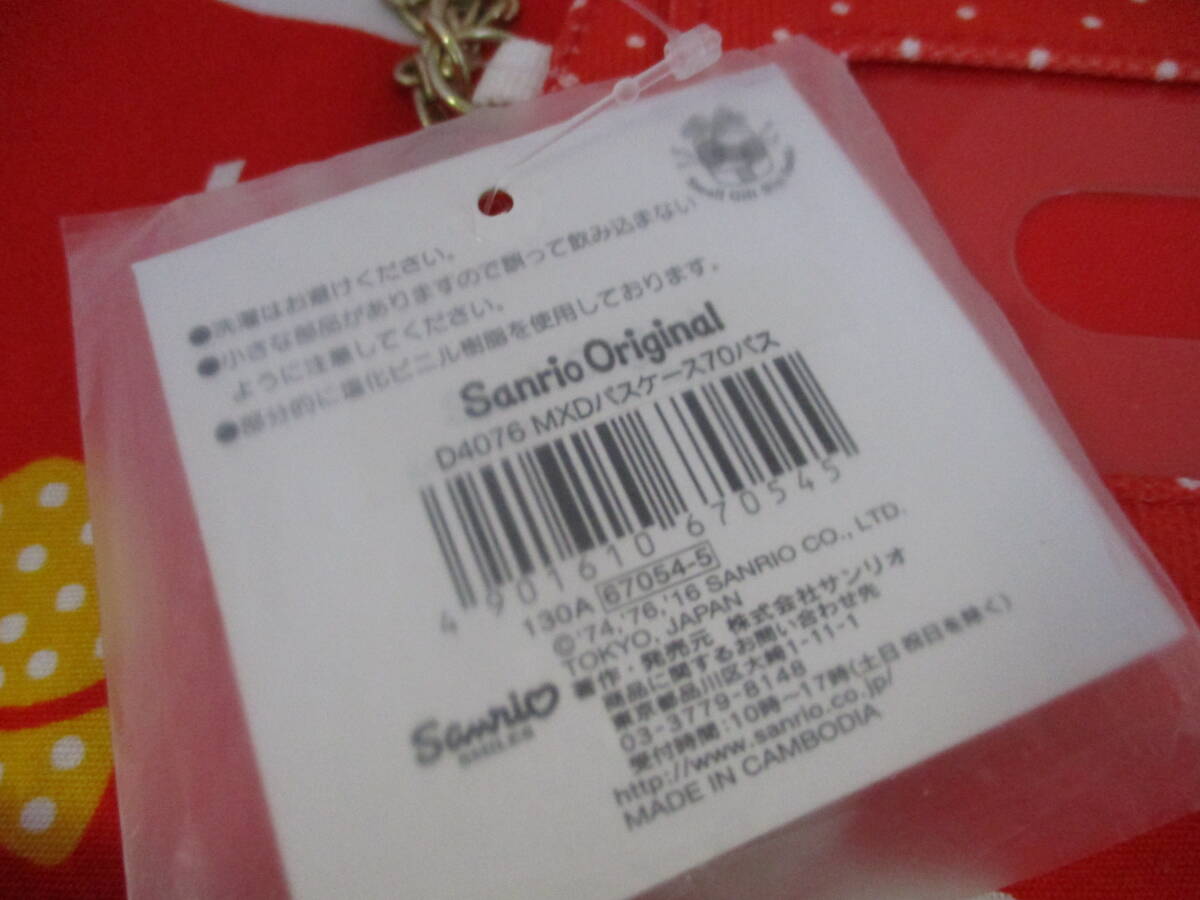 Small Gift Sanrio
●洗濯はお避けください。
●小さな部品がありますので誤って飲み込まない
ように注意してください。
●部分的に塩化ビニル樹脂を使用しております。
Sanrio Original
D4076 MXDパスケース70パス
4 901610 670545
130A 67054-5
©'74,'76,'16 SANRIO CO., LTD.
TOKYO, JAPAN
著作・発売元 株式会社サンリオ
商品に関するお問い合わせ先
東京都品川区大崎1-11-1
03-3779-8148
受付時間:10時～17時(土日 祝日を除く)
http://www.sanrio.co.jp/
MADE IN CAMBODIA
Sanrio
SMILES